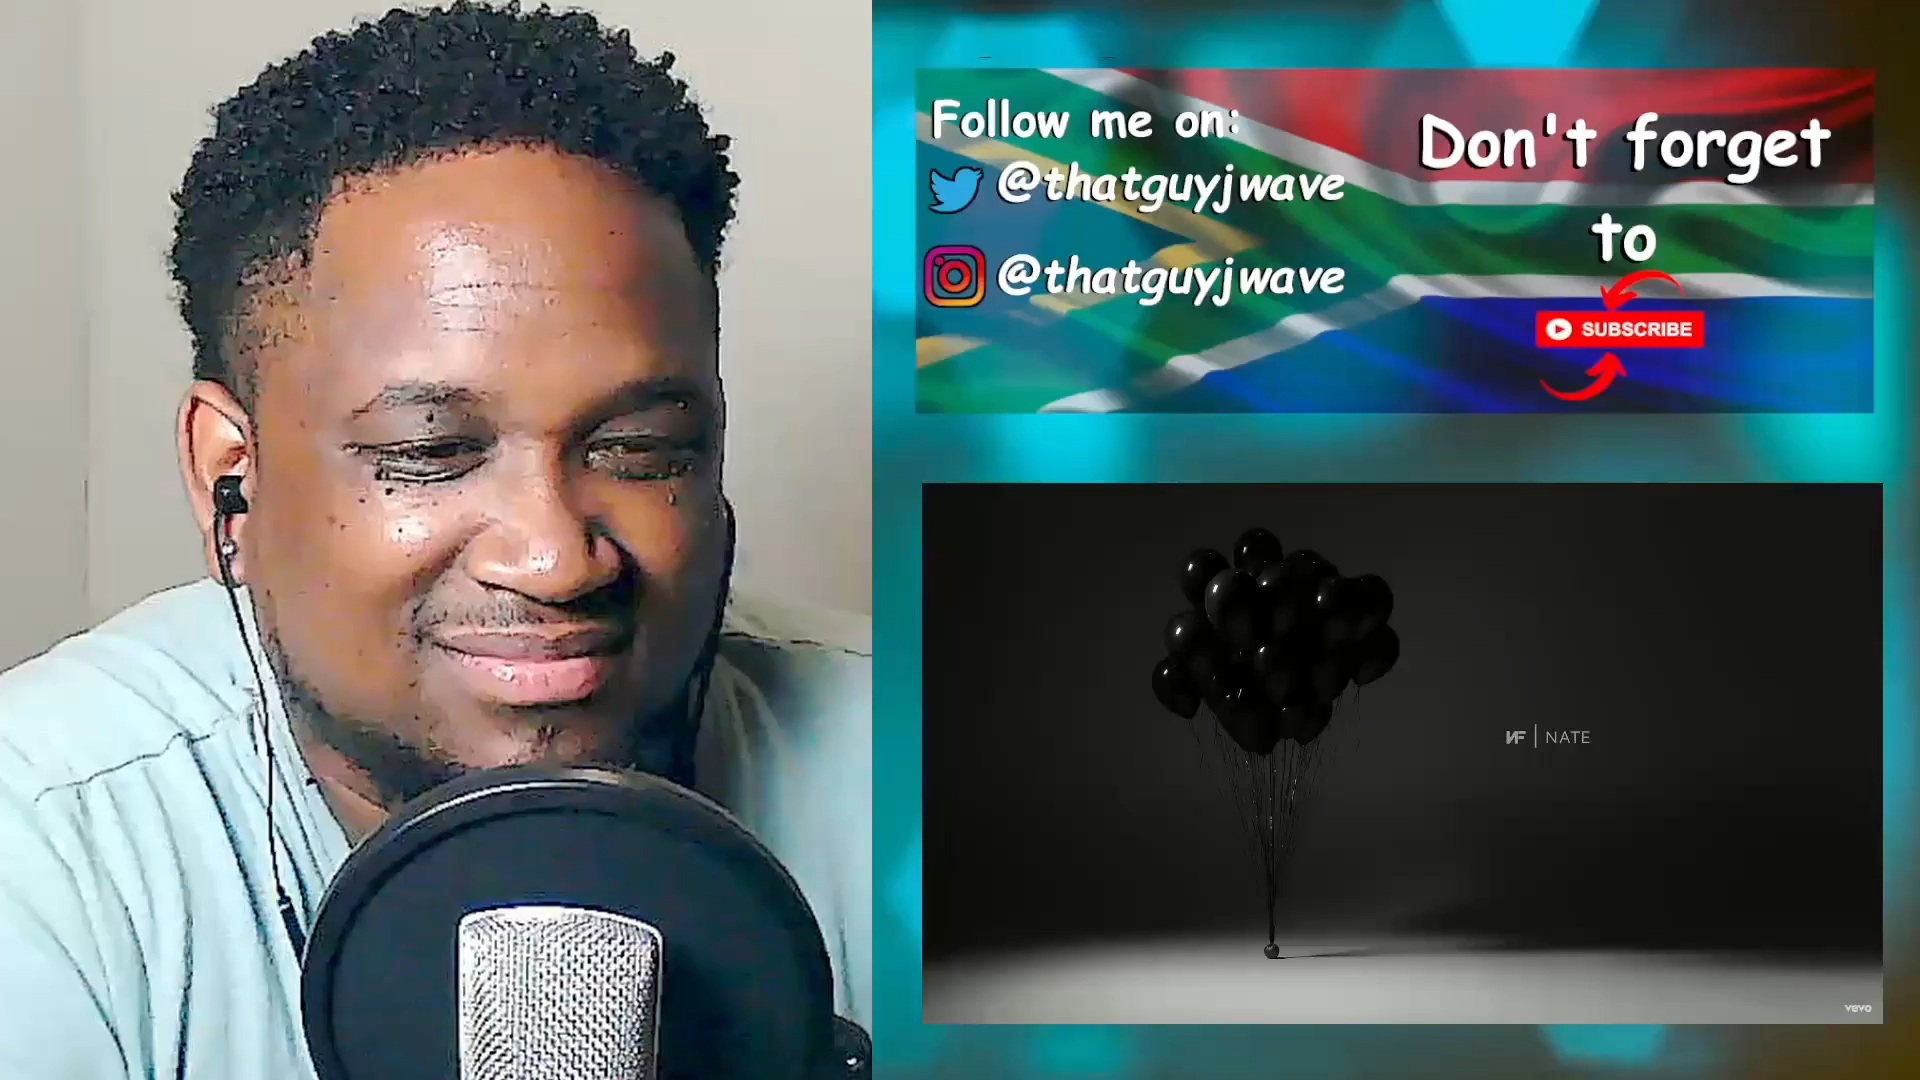 Follow me on:
@thatguyjwave
@thatguyjwave
Don't forget
to
SUBSCRIBE
NF | NATE
vevo